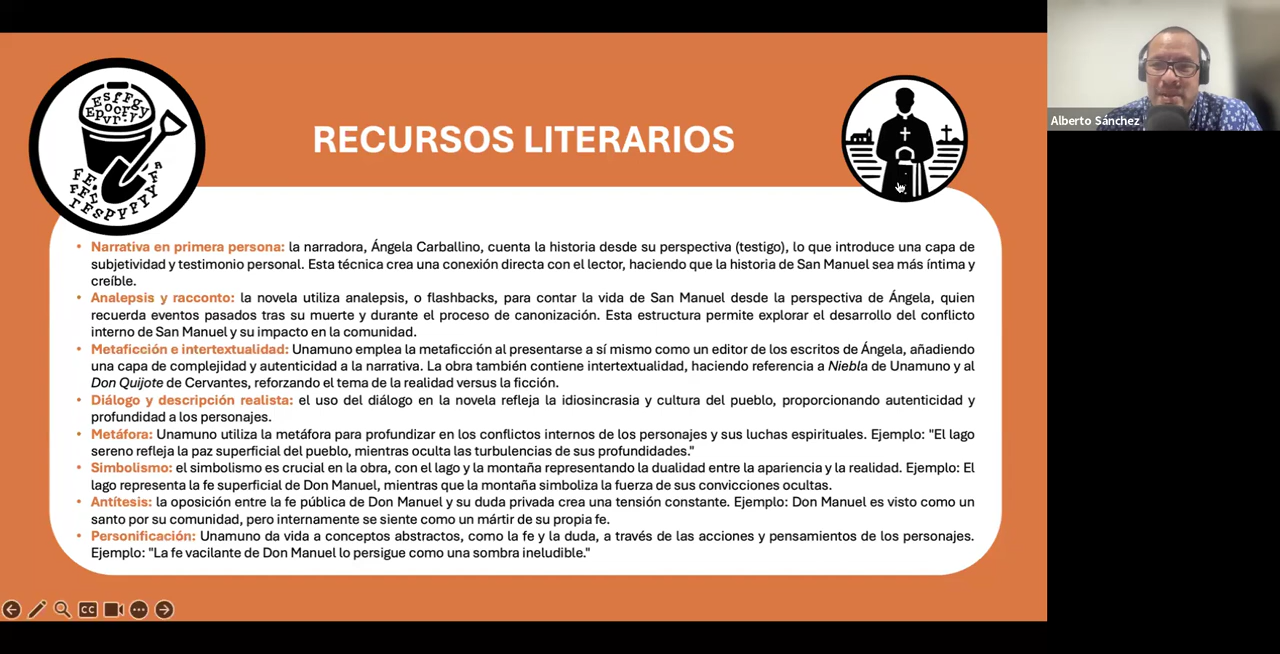 RECURSOS LITERARIOS
Alberto Sánchez
• Narrativa en primera persona: la narradora, Ángela Carballino, cuenta la historia desde su perspectiva (testigo), lo que introduce una capa de
subjetividad y testimonio personal. Esta técnica crea una conexión directa con el lector, haciendo que la historia de San Manuel sea más íntima y
creíble.
• Analepsis y racconto: la novela utiliza analepsis, o flashbacks, para contar la vida de San Manuel desde la perspectiva de Ángela, quien
recuerda eventos pasados tras su muerte y durante el proceso de canonización. Esta estructura permite explorar el desarrollo del conflicto
interno de San Manuel y su impacto en la comunidad.
• Metaficción e intertextualidad: Unamuno emplea la metaficción al presentarse a sí mismo como un editor de los escritos de Ángela, añadiendo
una capa de complejidad y autenticidad a la narrativa. La obra también contiene intertextualidad, haciendo referencia a Niebla de Unamuno y al
Don Quijote de Cervantes, reforzando el tema de la realidad versus la ficción.
• Diálogo y descripción realista: el uso del diálogo en la novela refleja la idiosincrasia y cultura del pueblo, proporcionando autenticidad y
profundidad a los personajes.
• Metáfora: Unamuno utiliza la metáfora para profundizar en los conflictos internos de los personajes y sus luchas espirituales. Ejemplo: "El lago
sereno refleja la paz superficial del pueblo, mientras oculta las turbulencias de sus profundidades."
• Simbolismo: el simbolismo es crucial en la obra, con el lago y la montaña representando la dualidad entre la apariencia y la realidad. Ejemplo: El
lago representa la fe superficial de Don Manuel, mientras que la montaña simboliza la fuerza de sus convicciones ocultas.
• Antítesis: la oposición entre la fe pública de Don Manuel y su duda privada crea una tensión constante. Ejemplo: Don Manuel es visto como un
santo por su comunidad, pero internamente se siente como un mártir de su propia fe.
• Personificación: Unamuno da vida a conceptos abstractos, como la fe y la duda, a través de las acciones y pensamientos de los personajes.
Ejemplo: "La fe vacilante de Don Manuel lo persigue como una sombra ineludible."
CC